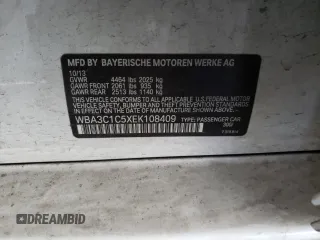 MFD BY BAYERISCHE MOTOREN WERKE AG
10/13
GVWR 4464 lbs 2025 kg
GAWR FRONT 2061 lbs 935 kg
GAWR REAR 2513 lbs 1140 kg
THIS VEHICLE CONFORMS TO ALL APPLICABLE FEDERAL MOTOR
VEHICLE SAFETY, BUMPER, AND THEFT PREVENTION STANDARDS IN
EFFECT ON THE DATE OF MANUFACTURE SHOWN ABOVE.
WBA3C1C5XEK108409 TYPE: PASSENGER CAR
DREAMBID